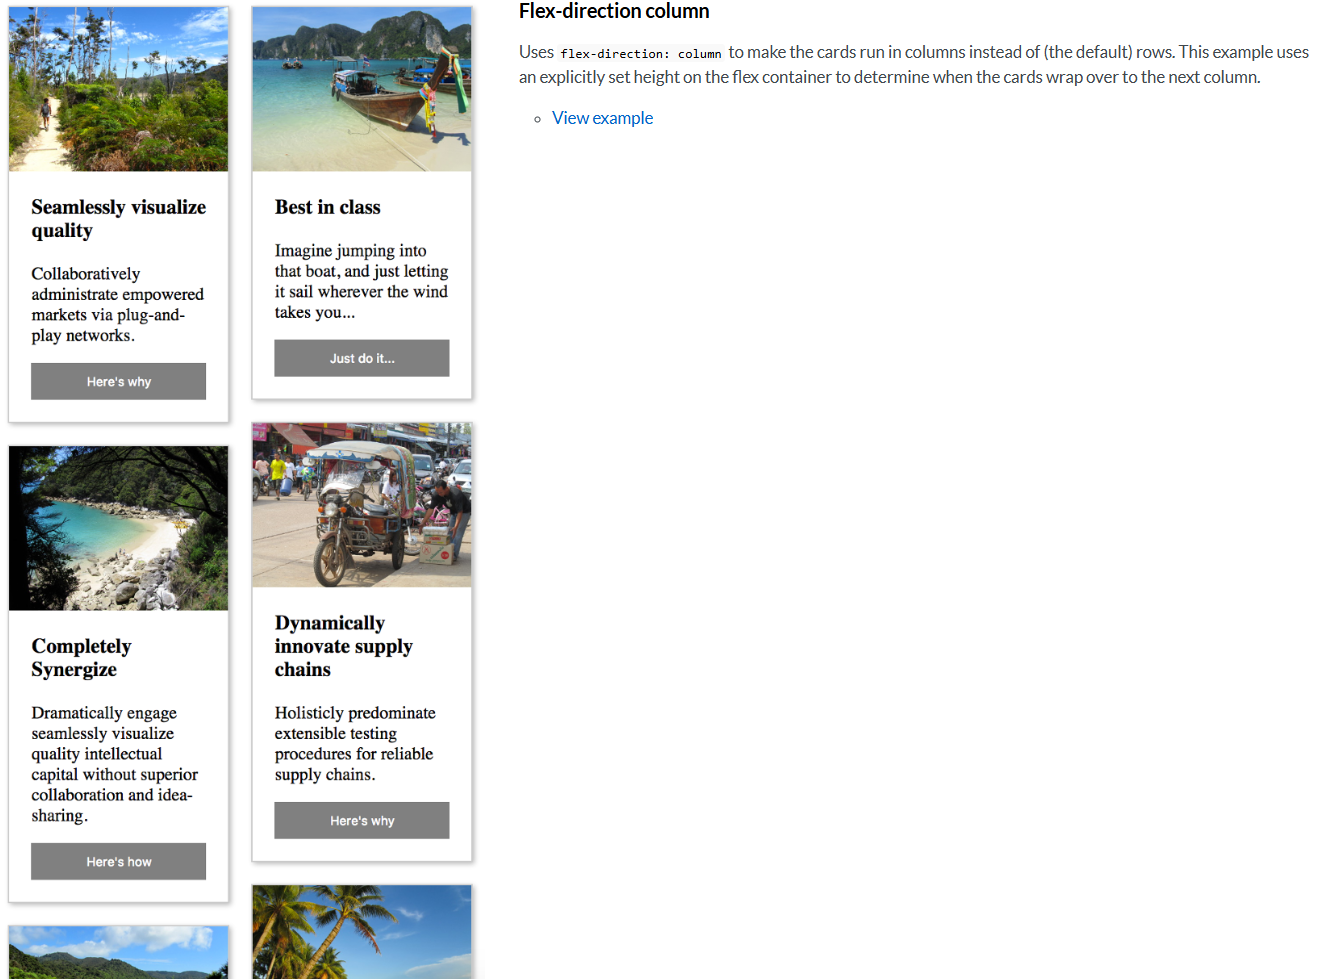 Seamlessly visualize
quality
Collaboratively
administrate empowered
markets via plug-and-
play networks.
Here's why
Completely
Synergize
Dramatically engage
seamlessly visualize
quality intellectual
capital without superior
collaboration and idea-
sharing.
Here's how
Best in class
Imagine jumping into
that boat, and just letting
it sail wherever the wind
takes you...
Just do it...
Dynamically
innovate supply
chains
Holisticly predominate
extensible testing
procedures for reliable
supply chains.
Here's why
Flex-direction column
Uses flex-direction: column to make the cards run in columns instead of (the default) rows. This example uses
an explicitly set height on the flex container to determine when the cards wrap over to the next column.
View example